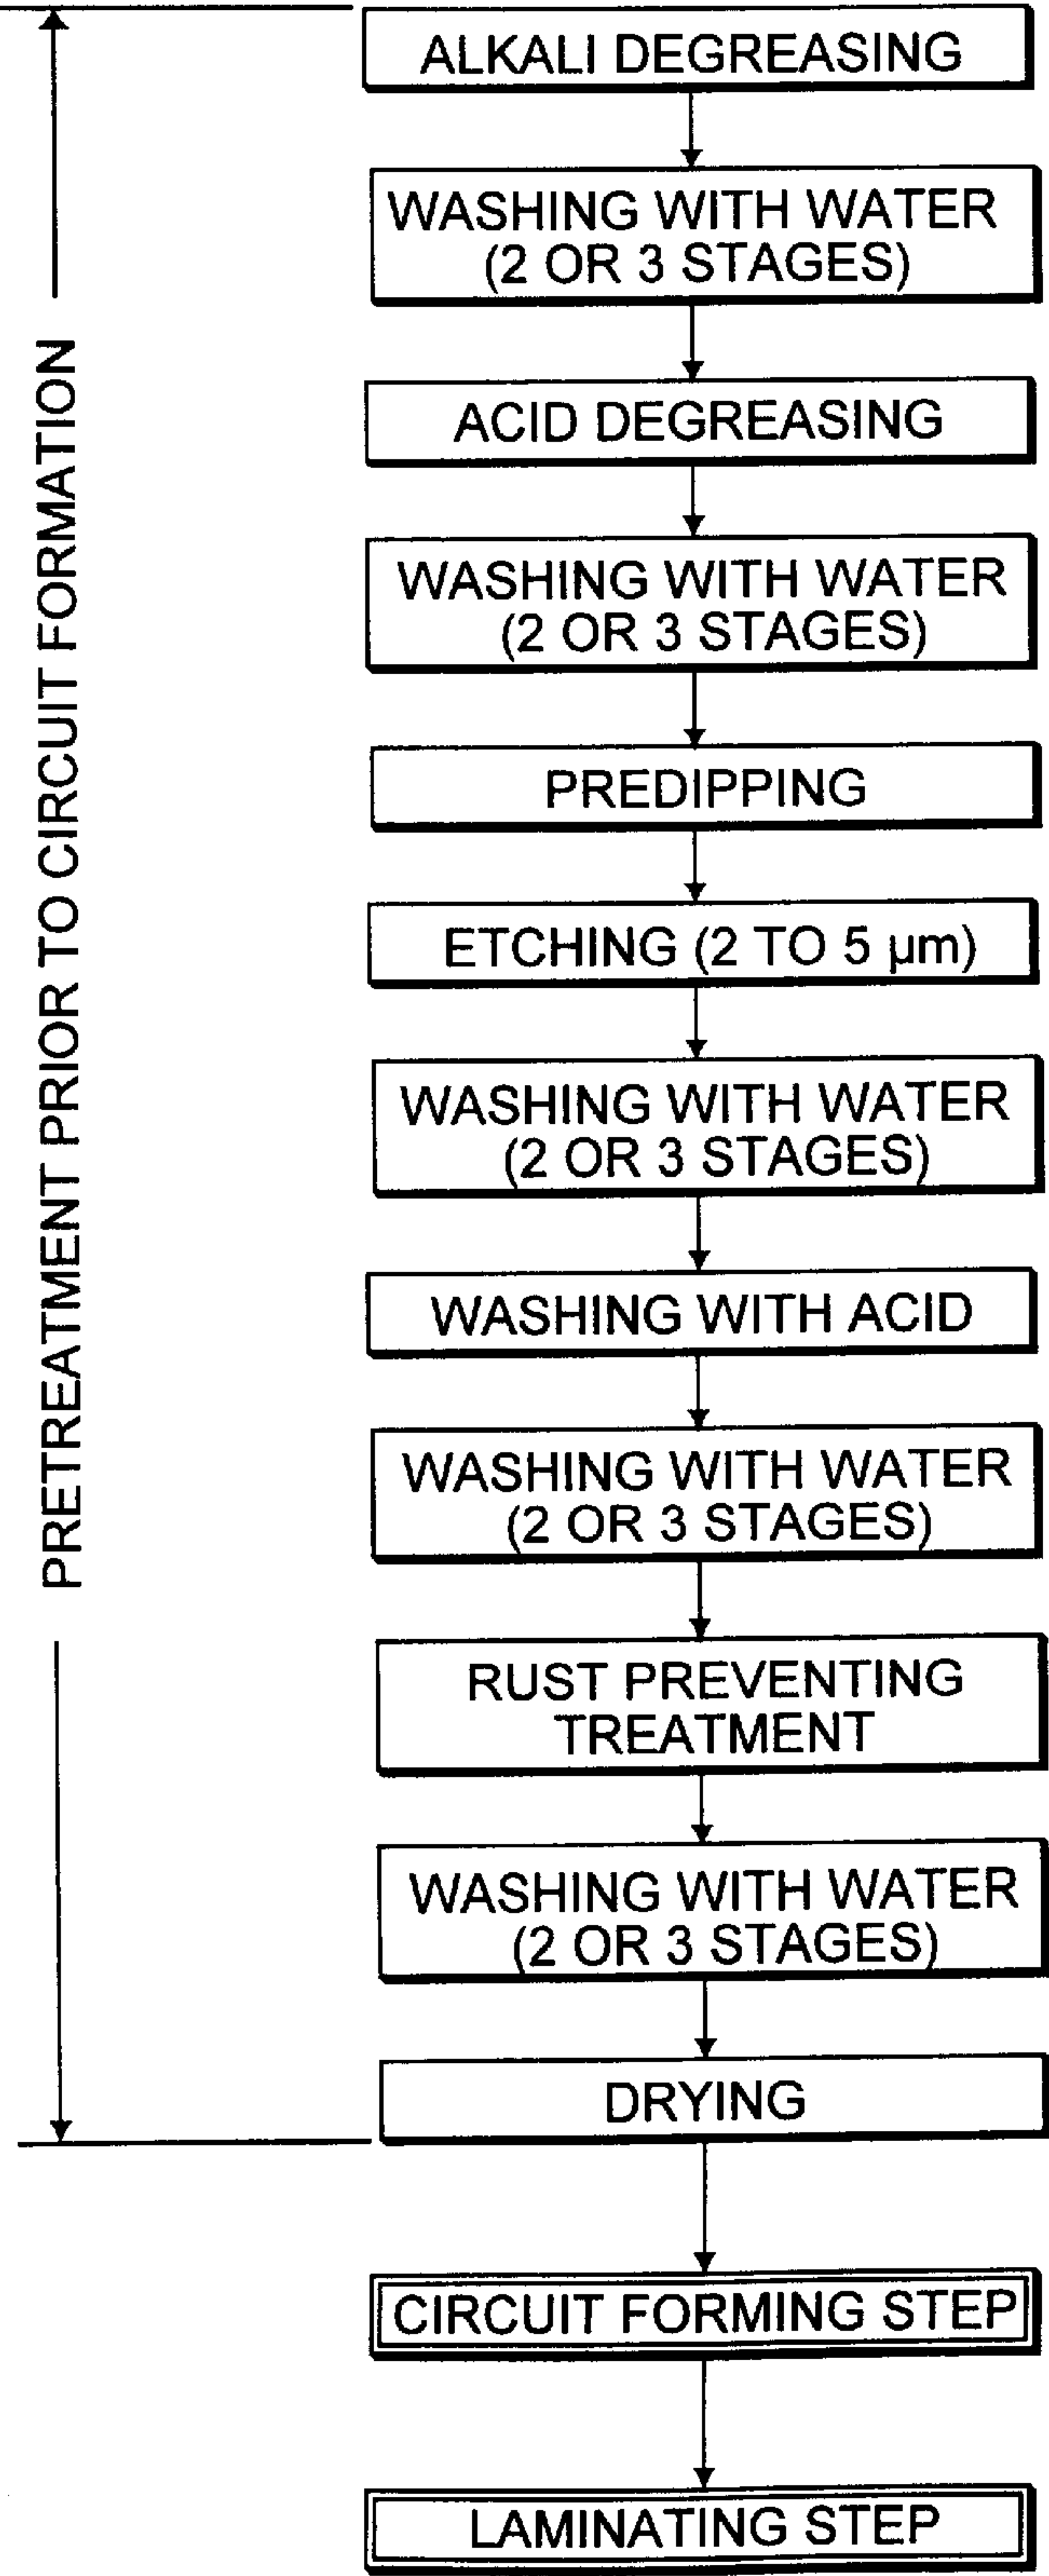 PRETREATMENT PRIOR TO CIRCUIT FORMATION
ALKALI DEGREASING
WASHING WITH WATER
(2 OR 3 STAGES)
ACID DEGREASING
WASHING WITH WATER
(2 OR 3 STAGES)
PREDIPPING
ETCHING (2 TO 5 µm)
WASHING WITH WATER
(2 OR 3 STAGES)
WASHING WITH ACID
WASHING WITH WATER
(2 OR 3 STAGES)
RUST PREVENTING
TREATMENT
WASHING WITH WATER
(2 OR 3 STAGES)
DRYING
CIRCUIT FORMING STEP
LAMINATING STEP